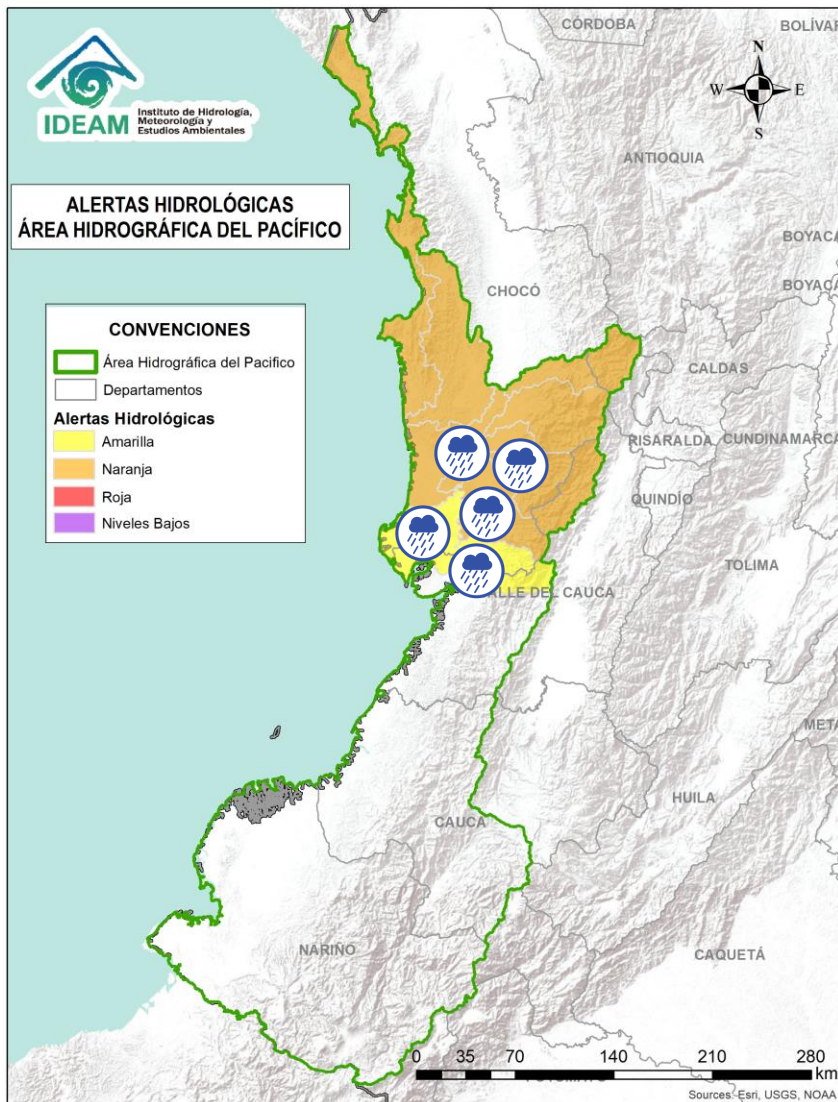 CÓRDOBA
BOLÍVAR
N
W
E
S
IDEAM
Instituto de Hidrología,
Meteorología y
Estudios Ambientales
ANTIOQUIA
ALERTAS HIDROLÓGICAS
ÁREA HIDROGRÁFICA DEL PACÍFICO
BOYACÁ
BOYACÁ
CHOCÓ
CONVENCIONES
Área Hidrográfica del Pacifico
Departamentos
Alertas Hidrológicas
Amarilla
Naranja
Roja
Niveles Bajos
CALDAS
RISARALDA
CUNDINAMARCA
QUINDÍO
TOLIMA
ALLE DEL CAUCA
META
HUILA
CAUCA
NARIÑO
CAQUETÁ
0 35 70 140 210 280
km
Sources: Esri, USGS, NOAA